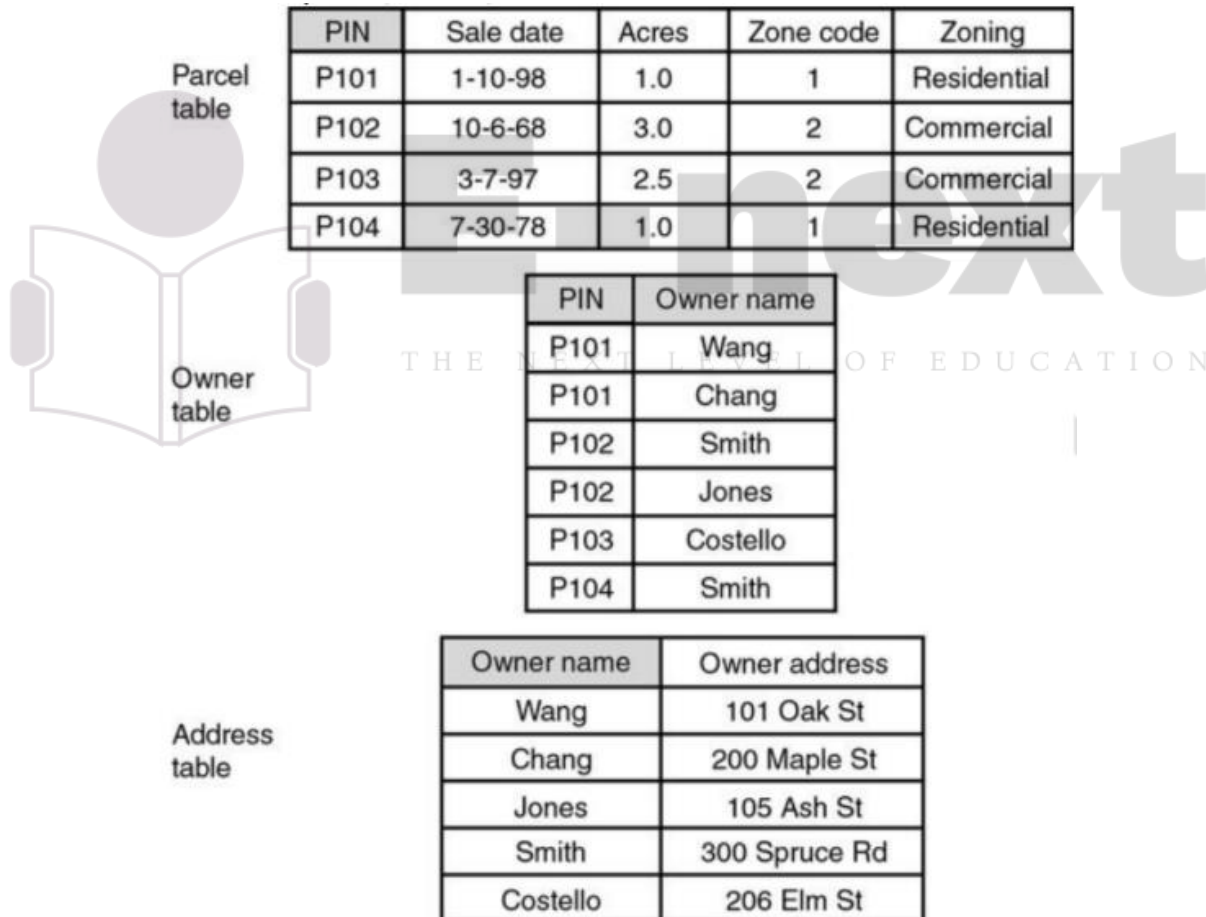 PIN Sale date Acres Zone code Zoning
Parcel table
P101 1-10-98 1.0 1 Residential
P102 10-6-68 3.0 2 Commercial
P103 3-7-97 2.5 2 Commercial
P104 7-30-78 1.0 1 Residential
E-next
THE NEXT LEVEL OF EDUCATION
Owner table
PIN Owner name
P101 Wang
P101 Chang
P102 Smith
P102 Jones
P103 Costello
P104 Smith
Address table
Owner name Owner address
Wang 101 Oak St
Chang 200 Maple St
Jones 105 Ash St
Smith 300 Spruce Rd
Costello 206 Elm St